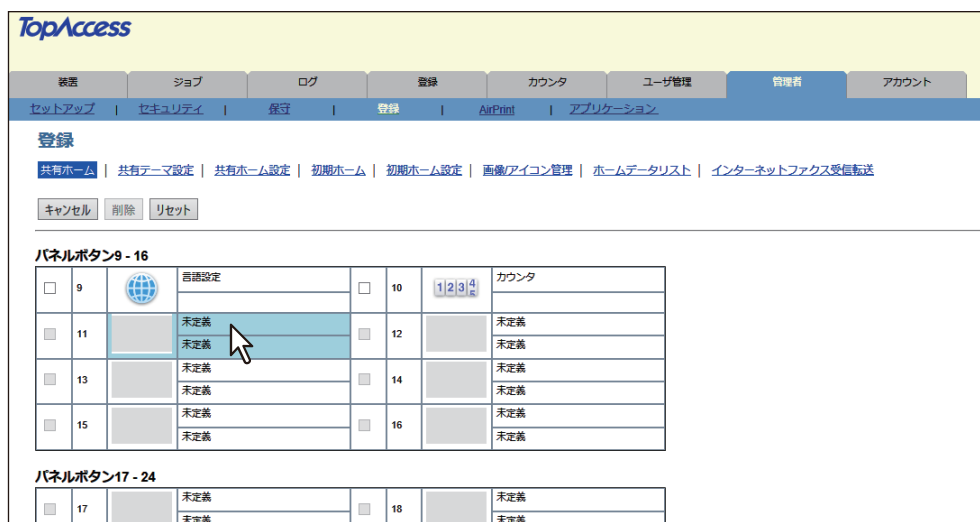 TopAccess
装置 ジョブ ログ 登録 カウンタ ユーザ管理 管理者 アカウント
セットアップ | セキュリティ | 保守 | 登録 | AirPrint | アプリケーション
登録
共有ホーム | 共有テーマ設定 | 共有ホーム設定 | 初期ホーム | 初期ホーム設定 | 画像/アイコン管理 | ホームデータリスト | インターネットファクス受信転送
キャンセル 削除 リセット
パネルボタン9 - 16
9 言語設定 10 1 2 3 4 5 カウンタ
11 未定義 12 未定義
未定義 未定義
13 未定義 14 未定義
未定義 未定義
15 未定義 16 未定義
未定義 未定義
パネルボタン17 - 24
17 未定義 18 未定義
未定義 未定義